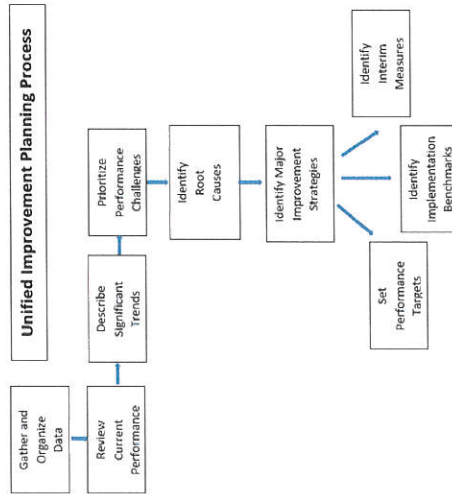 Unified Improvement Planning Process
Gather and
Organize
Data
Review
Current
Performance
Describe
Significant
Trends
Prioritize
Performance
Challenges
Identify
Root
Causes
Identify Major
Improvement
Strategies
Set
Performance
Targets
Identify
Implementation
Benchmarks
Identify
Interim
Measures